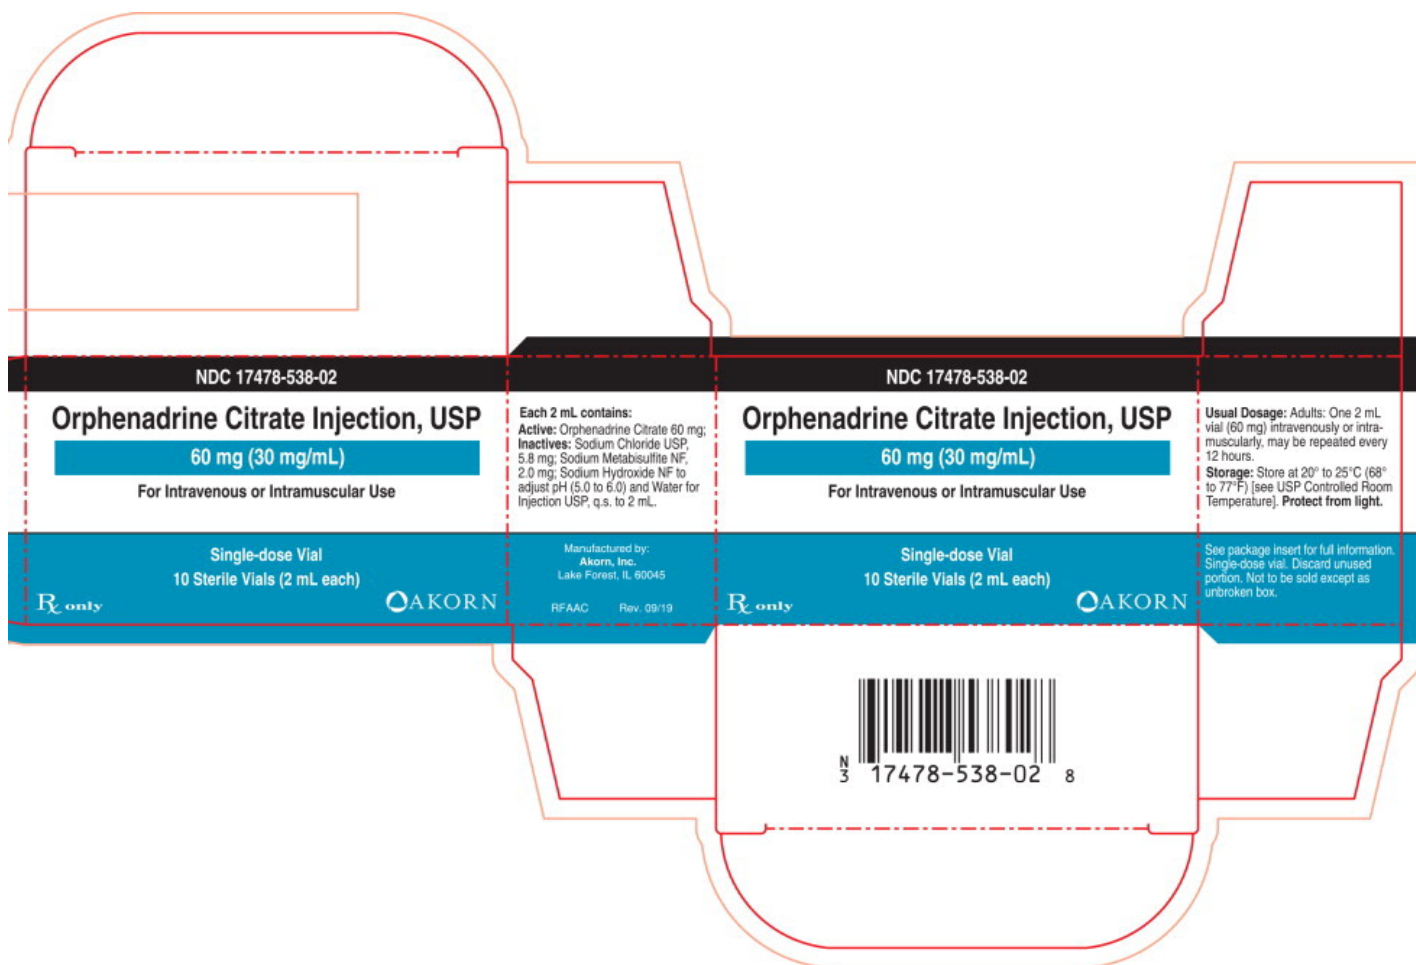 NDC 17478-538-02
Orphenadrine Citrate Injection, USP
60 mg (30 mg/mL)
For Intravenous or Intramuscular Use
Single-dose Vial
10 Sterile Vials (2 mL each)
Rx only
AKORN
Each 2 mL contains:
Active: Orphenadrine Citrate 60 mg;
Inactives: Sodium Chloride USP,
5.8 mg; Sodium Metabisulfite NF,
2.0 mg; Sodium Hydroxide NF to
adjust pH (5.0 to 6.0) and Water for
Injection USP, q.s. to 2 mL.
Manufactured by:
Akorn, Inc.
Lake Forest, IL 60045
RFAAC Rev. 09/19
NDC 17478-538-02
Orphenadrine Citrate Injection, USP
60 mg (30 mg/mL)
For Intravenous or Intramuscular Use
Single-dose Vial
10 Sterile Vials (2 mL each)
Rx only
AKORN
Usual Dosage: Adults: One 2 mL
vial (60 mg) intravenously or intra-
muscularly, may be repeated every
12 hours.
Storage: Store at 20° to 25°C (68°
to 77°F) [see USP Controlled Room
Temperature]. Protect from light.
See package insert for full information.
Single-dose vial. Discard unused
portion. Not to be sold except as
unbroken box.
N
3 17478-538-02 8